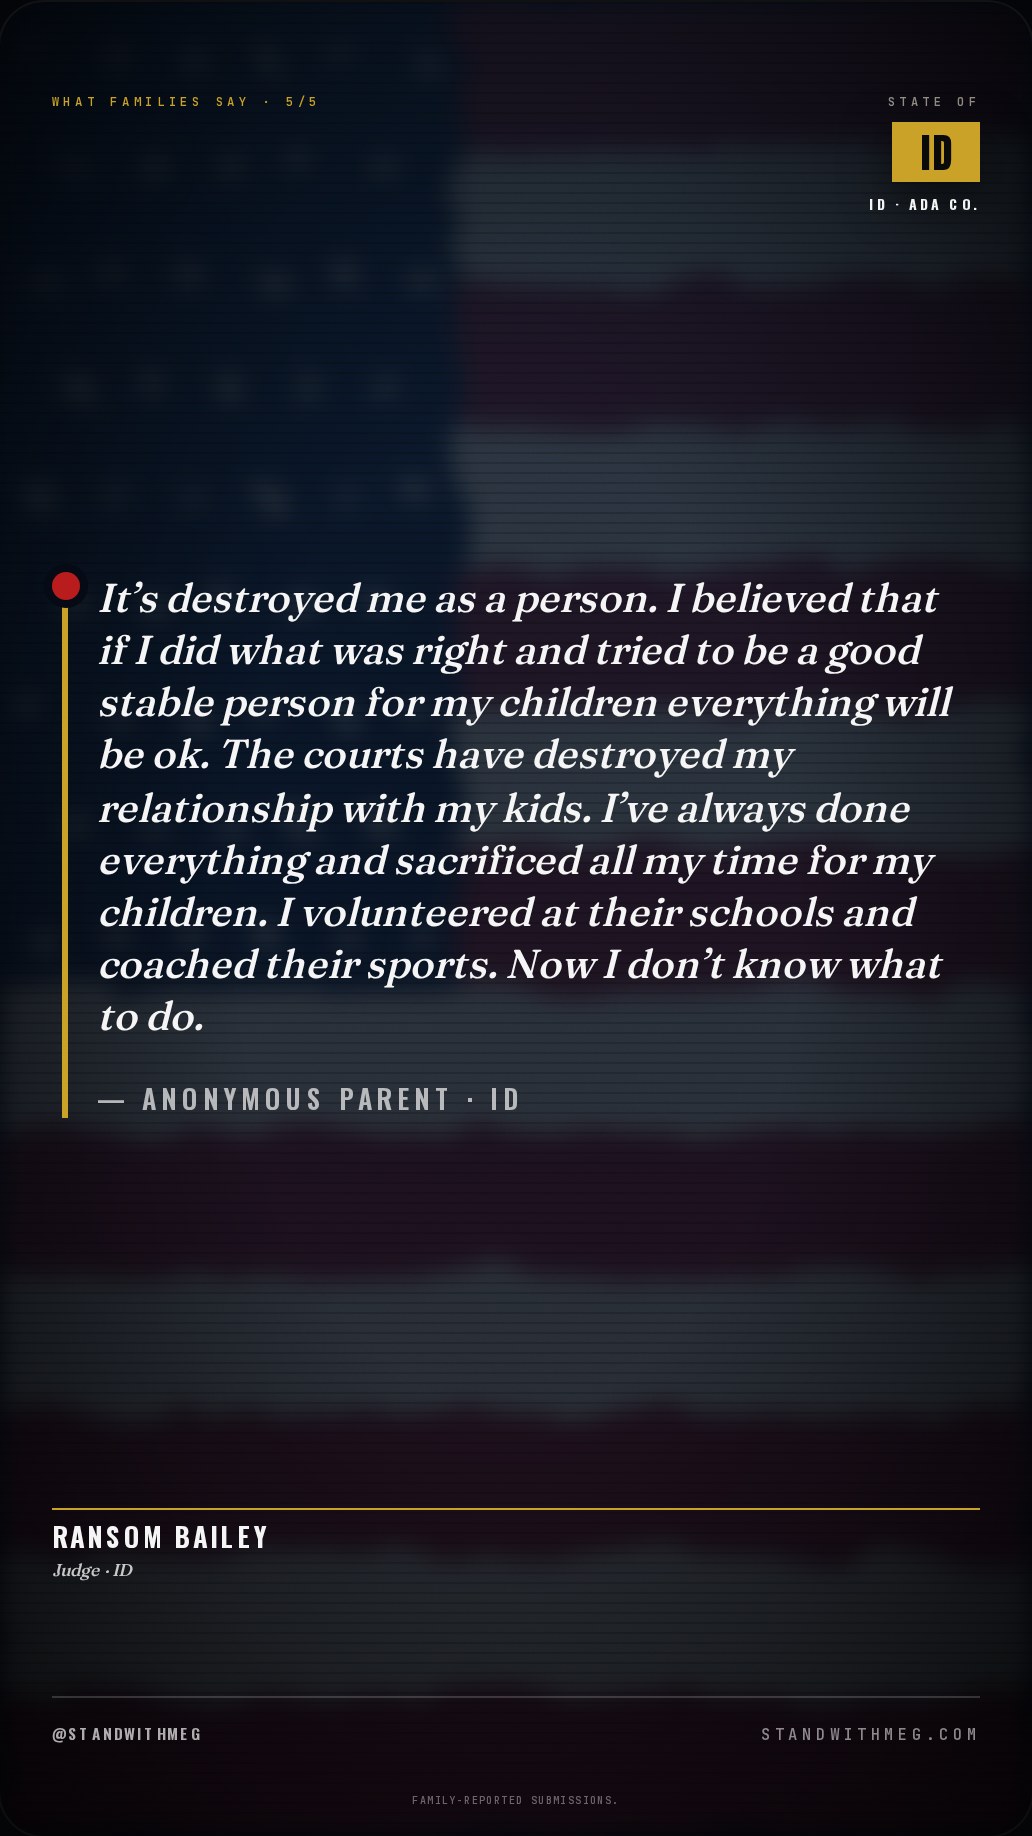 WHAT FAMILIES SAY · 5/5
STATE OF
ID
ID · ADA CO.
It’s destroyed me as a person. I believed that
if I did what was right and tried to be a good
stable person for my children everything will
be ok. The courts have destroyed my
relationship with my kids. I’ve always done
everything and sacrificed all my time for my
children. I volunteered at their schools and
coached their sports. Now I don’t know what
to do.
— ANONYMOUS PARENT · ID
RANSOM BAILEY
Judge · ID
@STANDWITHMEG
STANDWITHMEG.COM
FAMILY-REPORTED SUBMISSIONS.